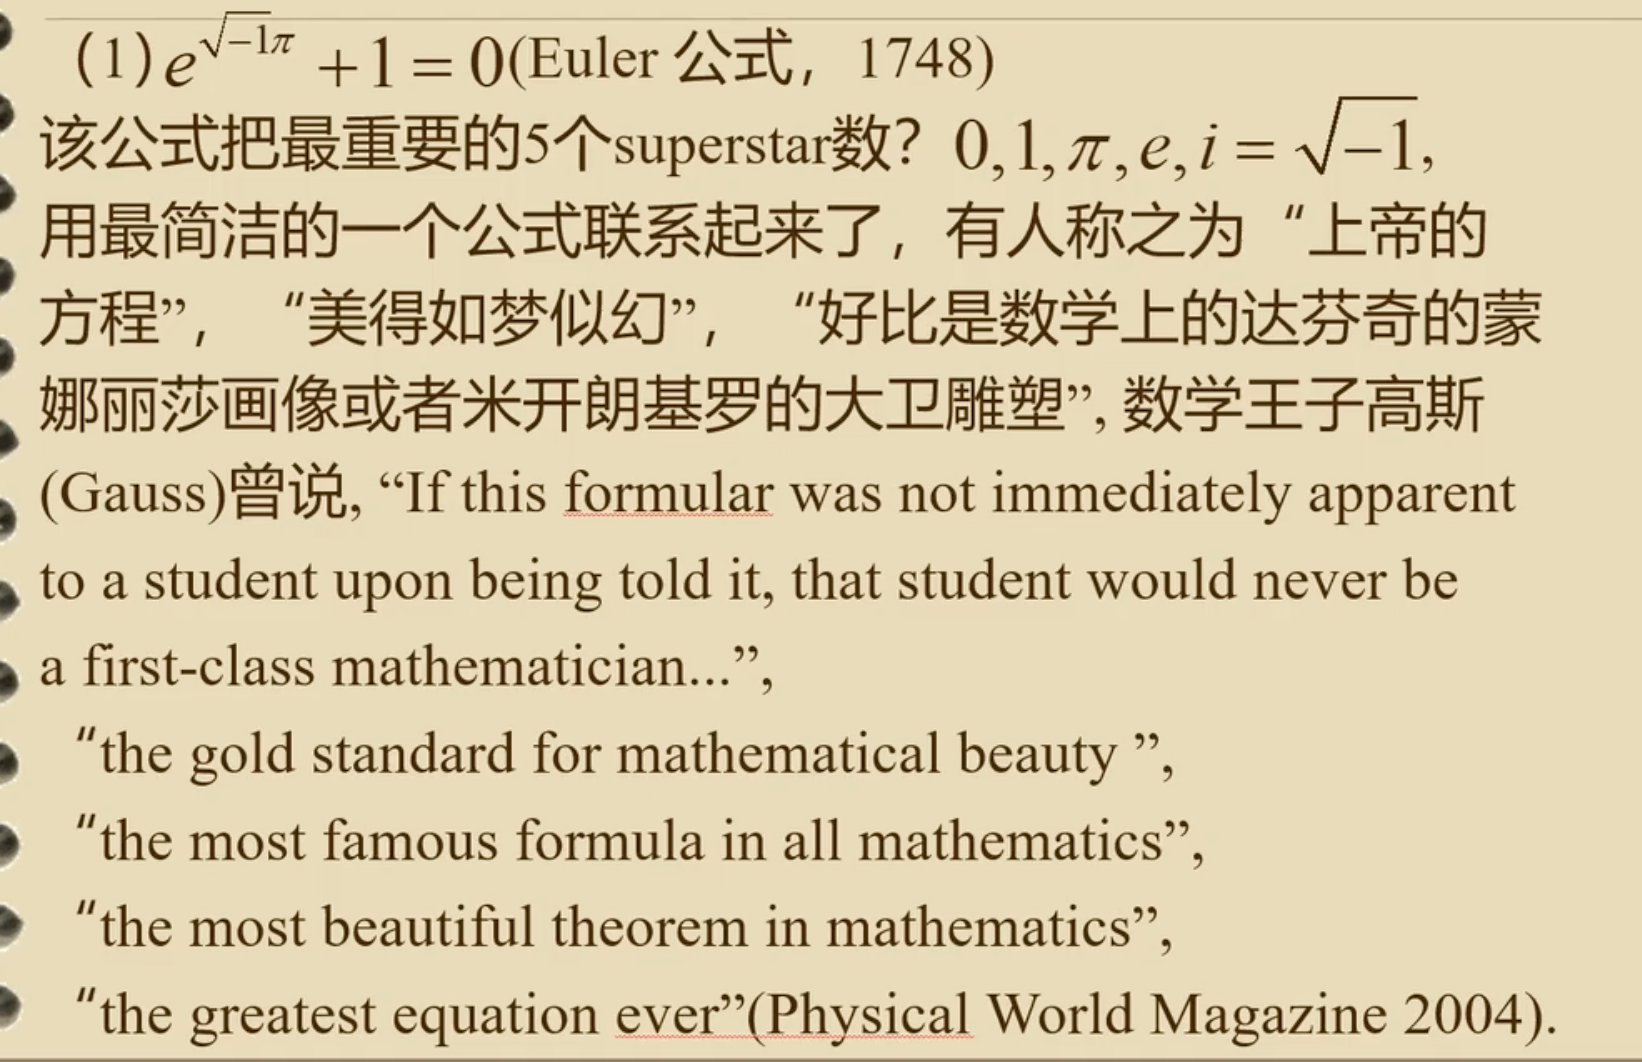 (1) e^{√-1π} + 1 = 0(Euler 公式，1748)
该公式把最重要的5个superstar数？0,1,π,e,i = √-1,
用最简洁的一个公式联系起来了，有人称之为“上帝的
方程”，“美得如梦似幻”，“好比是数学上的达芬奇的蒙
娜丽莎画像或者米开朗基罗的大卫雕塑”, 数学王子高斯
(Gauss)曾说, “If this formular was not immediately apparent
to a student upon being told it, that student would never be
a first-class mathematician...”,
“the gold standard for mathematical beauty ”,
“the most famous formula in all mathematics”,
“the most beautiful theorem in mathematics”,
“the greatest equation ever”(Physical World Magazine 2004).